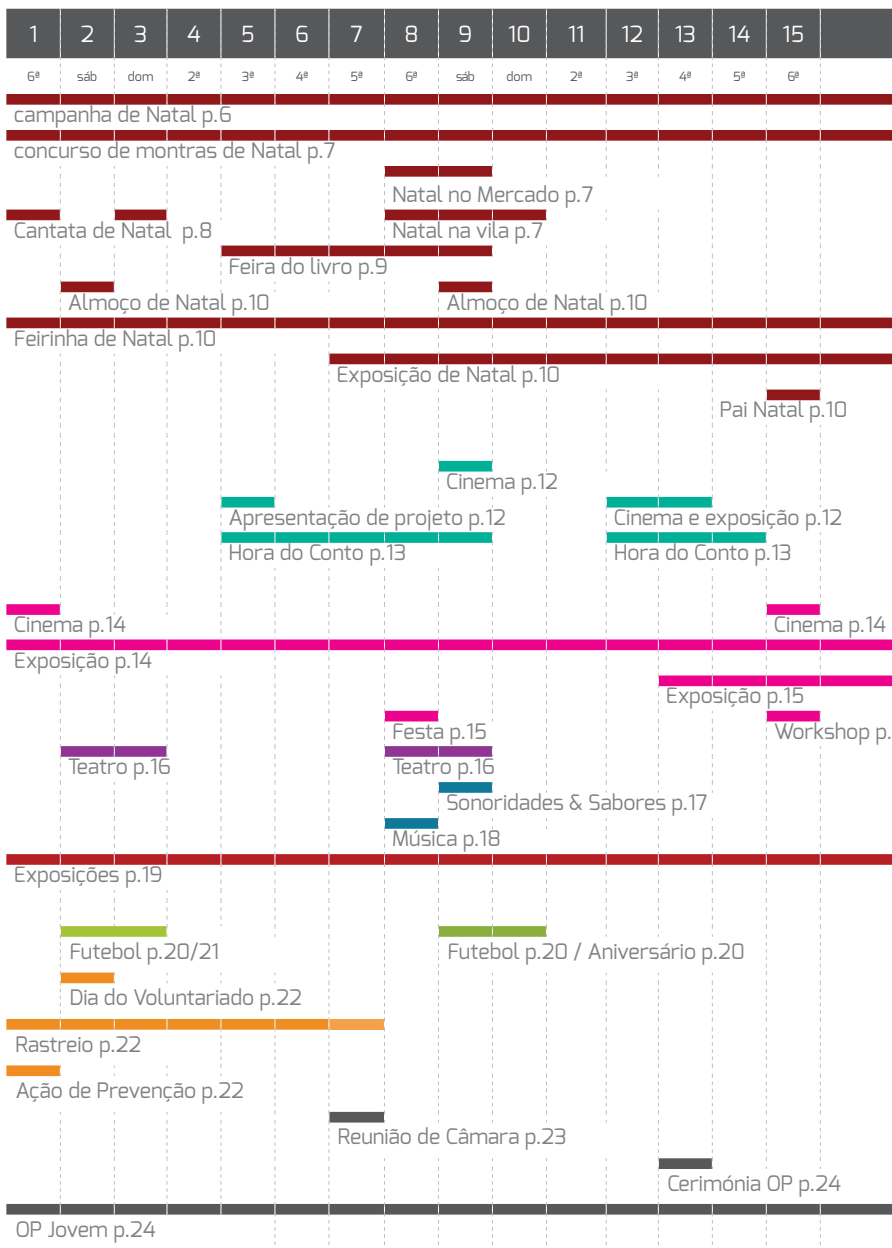 1 2 3 4 5 6 7 8 9 10 11 12 13 14 15
6ª sáb dom 2ª 3ª 4ª 5ª 6ª sáb dom 2ª 3ª 4ª 5ª 6ª
campanha de Natal p.6
concurso de montras de Natal p.7
Natal no Mercado p.7
Cantata de Natal p.8 Natal na vila p.7
Feira do livro p.9
Almoço de Natal p.10 Almoço de Natal p.10
Feirinha de Natal p.10
Exposição de Natal p.10
Pai Natal p.10
Cinema p.12
Apresentação de projeto p.12 Cinema e exposição p.12
Hora do Conto p.13 Hora do Conto p.13
Cinema p.14 Cinema p.14
Exposição p.14
Exposição p.15
Festa p.15 Workshop p.
Teatro p.16 Teatro p.16
Sonoridades & Sabores p.17
Música p.18
Exposições p.19
Futebol p.20/21 Futebol p.20 / Aniversário p.20
Dia do Voluntariado p.22
Rastreio p.22
Ação de Prevenção p.22
Reunião de Câmara p.23
Cerimónia OP p.24
OP Jovem p.24